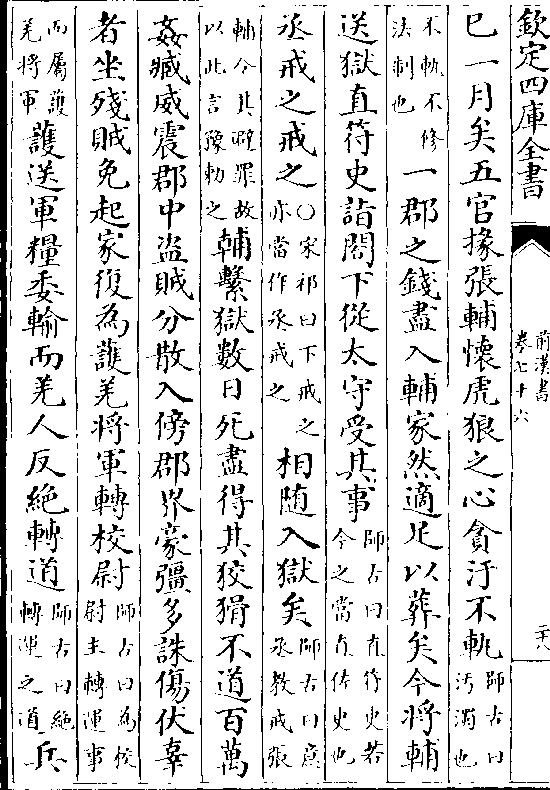 欽定四庫全書
前漢書
卷七十六
已一月矣五官掾張輔懷虎狼之心貪汙不軌師古曰汙濁也
不軌不修法制也一郡之錢盡入輔家然適足以葬矣今將輔
送獄直符史詣閤下從太守受其事師古曰直符史若今之當直佐史也
丞戒之戒之○宋祁曰下戒之亦當作丞戒之相隨入獄矣師古曰為丞教戒張
輔令其避罪故以此言豫勅之輔繫獄數日死盡得其狡猾不道百萬
姦臧威震郡中盜賊分散入傍郡界豪彊多誅傷伏辜
者坐殘賊免起家復為護羌將軍轉校尉師古曰為校尉主轉運事
而屬護羌將軍護送軍糧委輸而羌人反絶轉道師古曰絶轉運之道兵